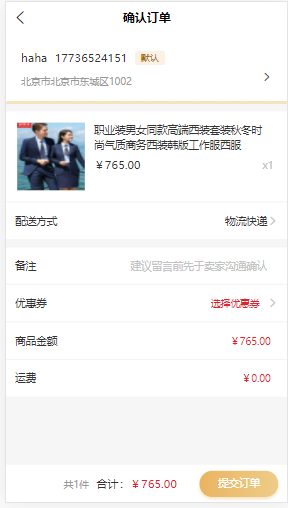 确认订单
haha 17736524151 默认
北京市北京市东城区1002
职业装男女同款高端西装套装秋冬时
尚气质商务西装韩版工作服西服
￥765.00 x1
配送方式 物流快递
备注 建议留言前先于卖家沟通确认
优惠券 选择优惠券
商品金额 ￥765.00
运费 ￥0.00
共1件 合计：￥765.00 提交订单